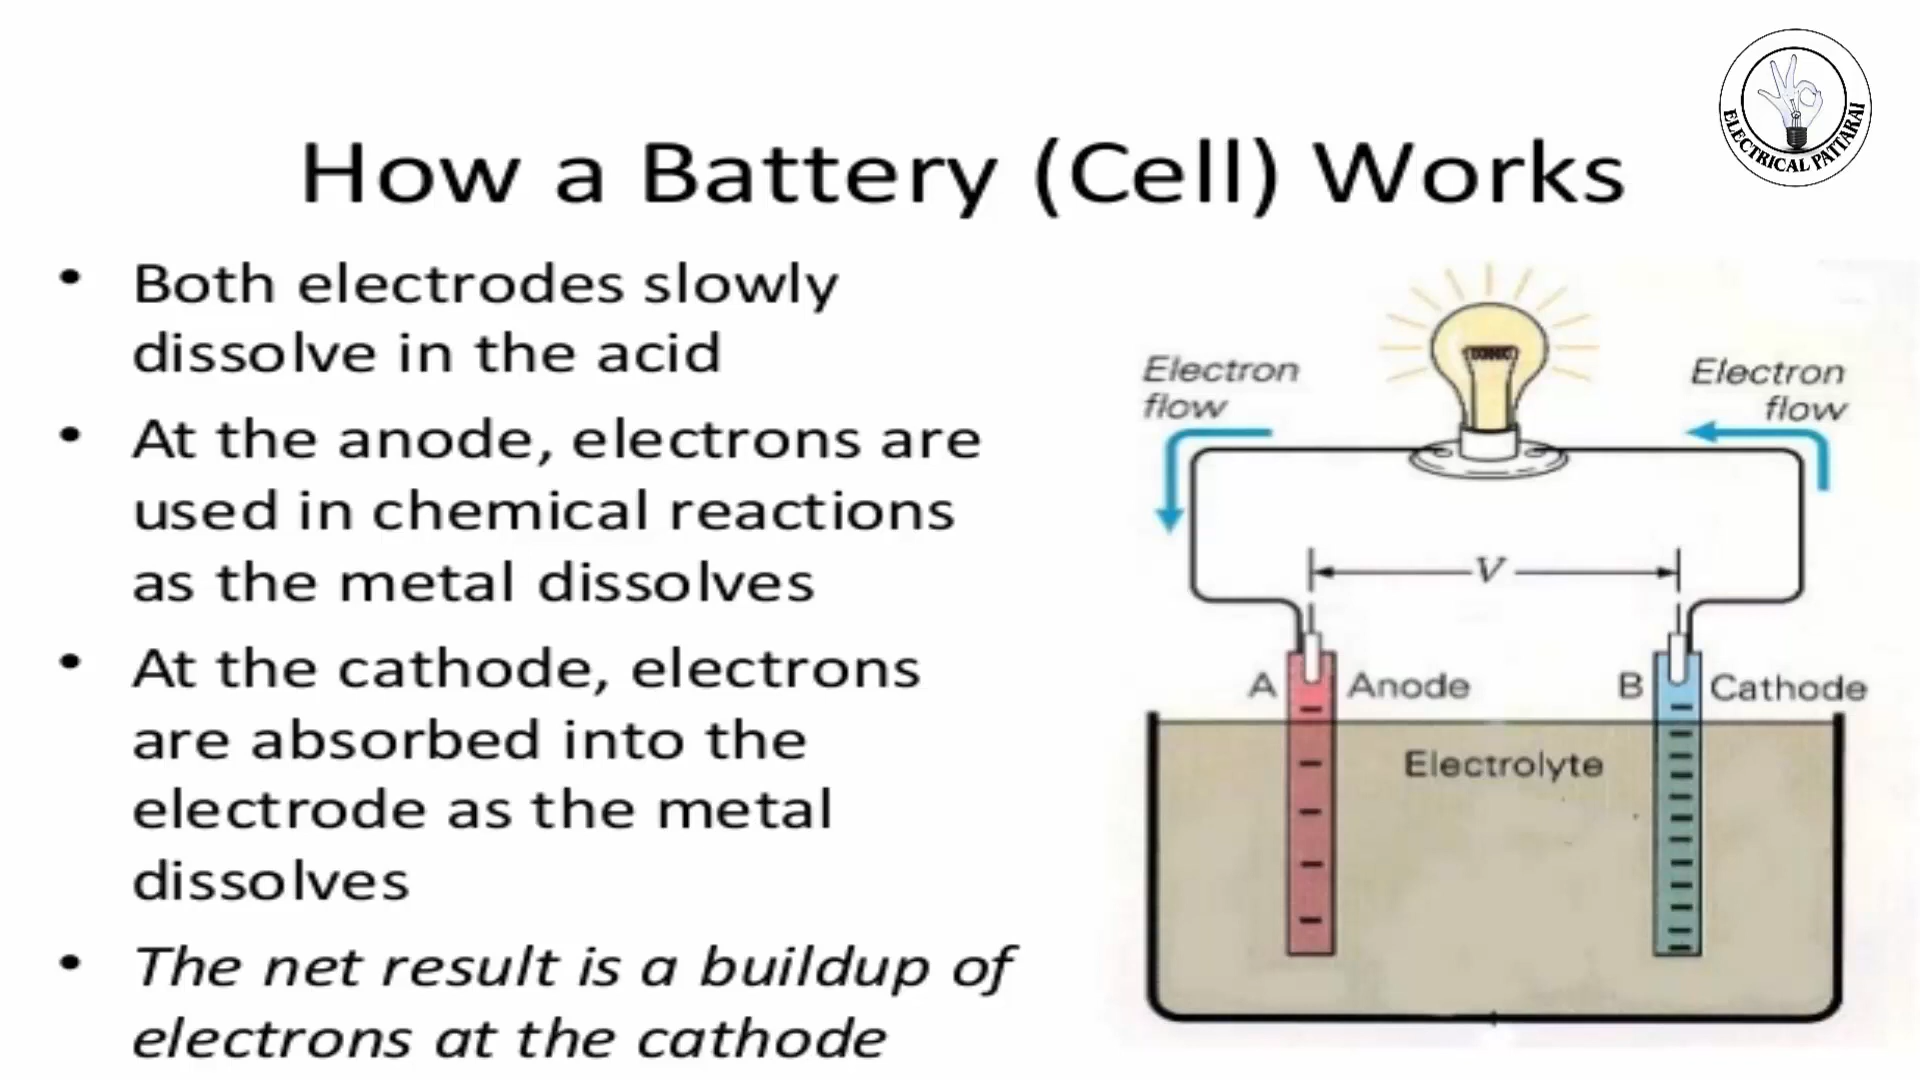 ELECTRICAL PATTARAI
How a Battery (Cell) Works
• Both electrodes slowly
dissolve in the acid
• At the anode, electrons are
used in chemical reactions
as the metal dissolves
• At the cathode, electrons
are absorbed into the
electrode as the metal
dissolves
• The net result is a buildup of
electrons at the cathode
Electron
flow
Electron
flow
V
A Anode
B Cathode
Electrolyte